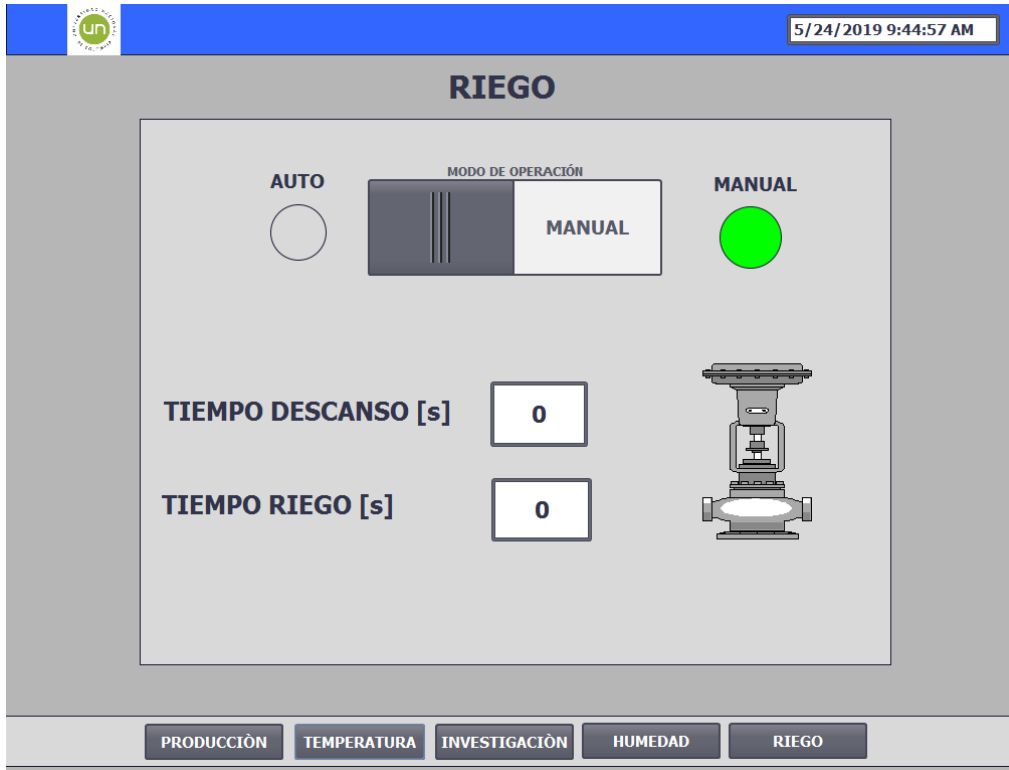 un
5/24/2019 9:44:57 AM
RIEGO
MODO DE OPERACIÓN
AUTO
MANUAL
MANUAL
TIEMPO DESCANSO [s]
0
TIEMPO RIEGO [s]
0
PRODUCCIÒN
TEMPERATURA
INVESTIGACIÒN
HUMEDAD
RIEGO